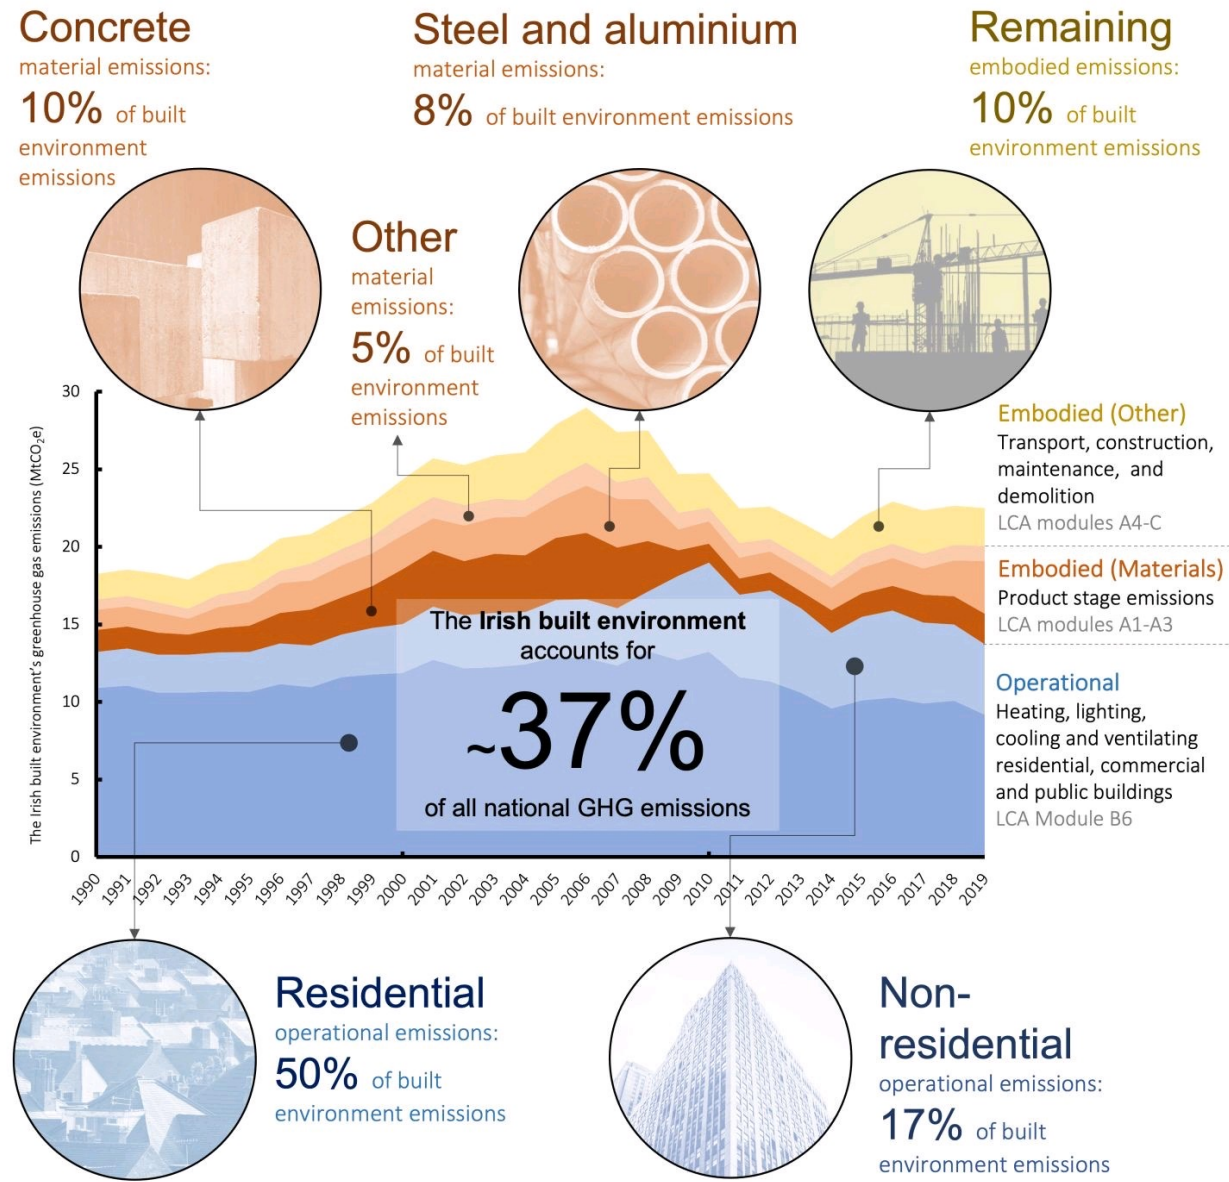 Concrete
material emissions:
10% of built
environment
emissions
Steel and aluminium
material emissions:
8% of built environment emissions
Remaining
embodied emissions:
10% of built
environment emissions
Other
material
emissions:
5% of built
environment
emissions
The Irish built environment's greenhouse gas emissions (MtCO₂e)
30
25
20
15
10
5
0
1990
1991
1992
1993
1994
1995
1996
1997
1998
1999
2000
2001
2002
2003
2004
2005
2006
2007
2008
2009
2010
2011
2012
2013
2014
2015
2016
2017
2018
2019
The Irish built environment
accounts for
~37%
of all national GHG emissions
Embodied (Other)
Transport, construction,
maintenance, and
demolition
LCA modules A4-C
Embodied (Materials)
Product stage emissions
LCA modules A1-A3
Operational
Heating, lighting,
cooling and ventilating
residential, commercial
and public buildings
LCA Module B6
Residential
operational emissions:
50% of built
environment emissions
Non-
residential
operational emissions:
17% of built
environment emissions